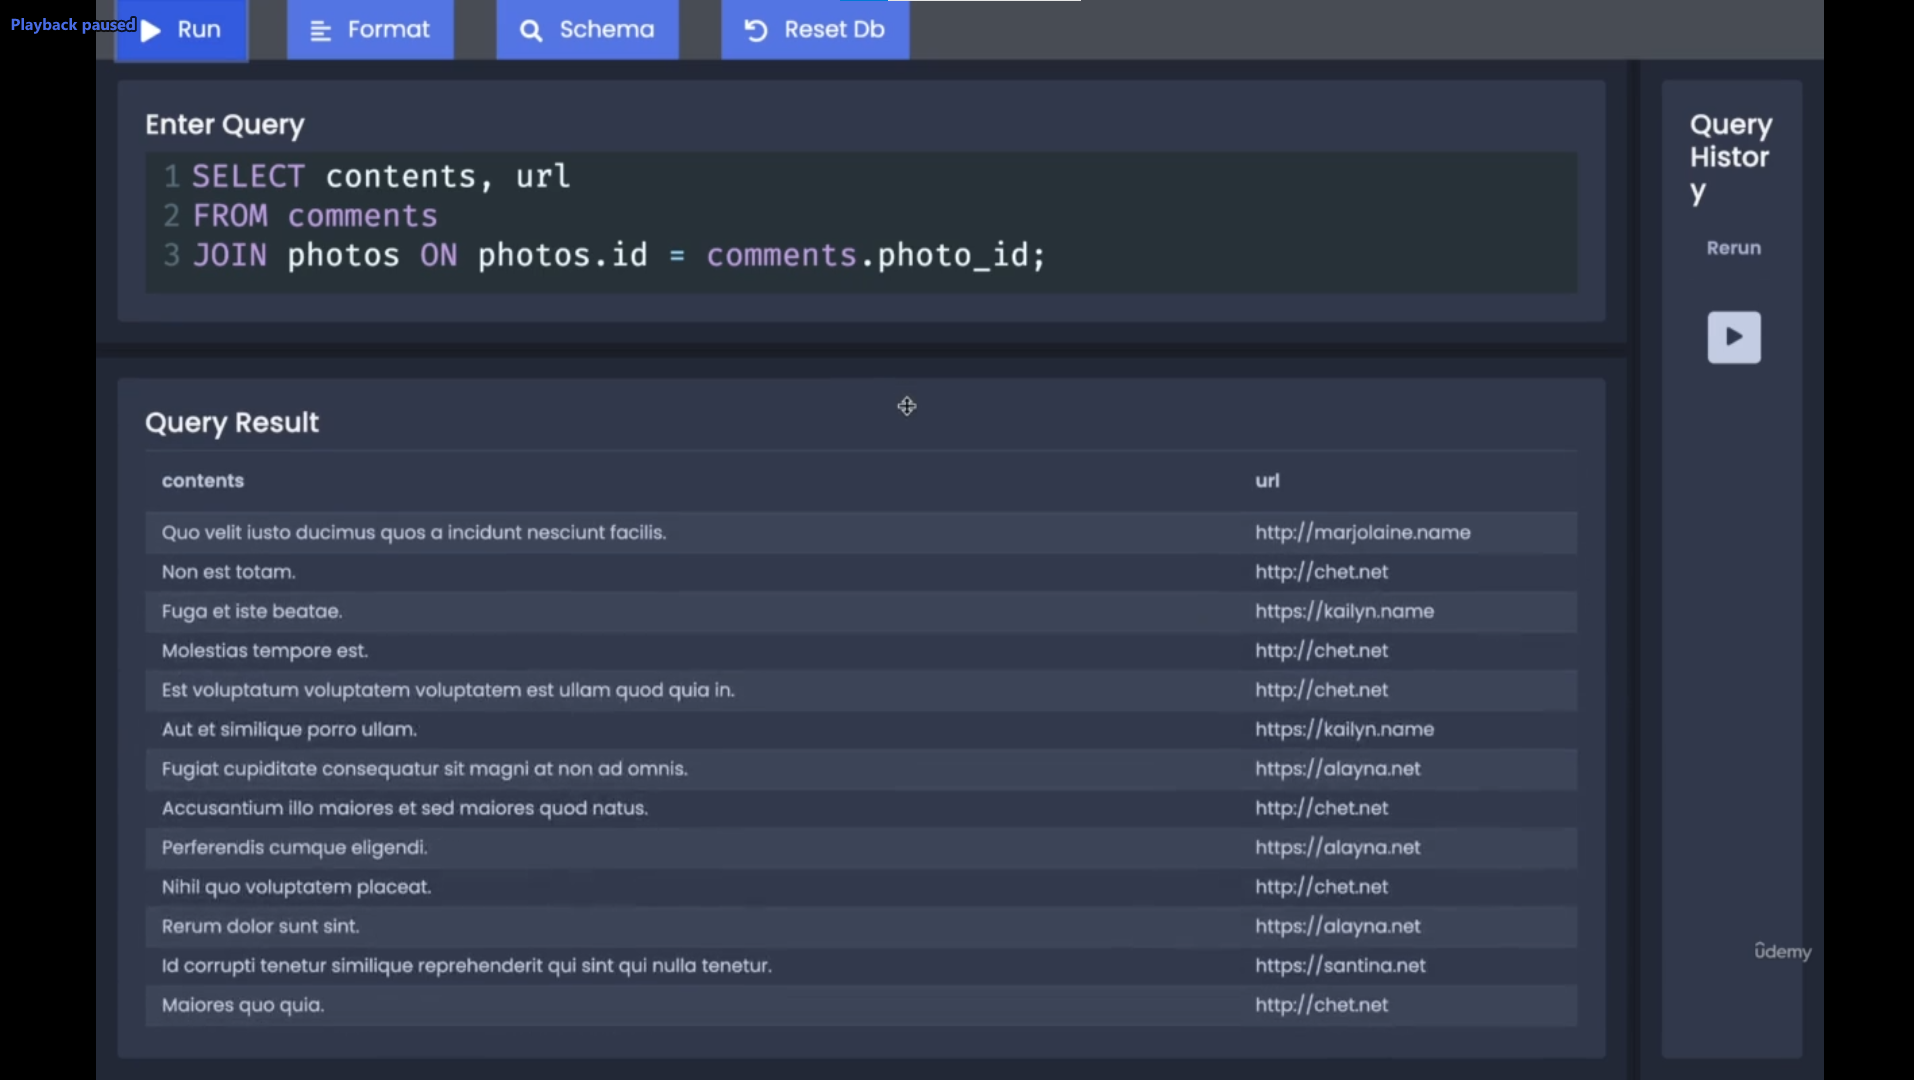 Playback paused
Run
Format
Schema
Reset Db
Enter Query
1 SELECT contents, url
2 FROM comments
3 JOIN photos ON photos.id = comments.photo_id;
Query Result
contents url
Quo velit iusto ducimus quos a incidunt nesciunt facilis. http://marjolaine.name
Non est totam. http://chet.net
Fuga et iste beatae. https://kailyn.name
Molestias tempore est. http://chet.net
Est voluptatum voluptatem voluptatem est ullam quod quia in. http://chet.net
Aut et similique porro ullam. https://kailyn.name
Fugiat cupiditate consequatur sit magni at non ad omnis. https://alayna.net
Accusantium illo maiores et sed maiores quod natus. http://chet.net
Perferendis cumque eligendi. https://alayna.net
Nihil quo voluptatem placeat. http://chet.net
Rerum dolor sunt sint. https://alayna.net
Id corrupti tenetur similique reprehenderit qui sint qui nulla tenetur. https://santina.net
Maiores quo quia. http://chet.net
Query
Histor
y
Rerun
ûdemy